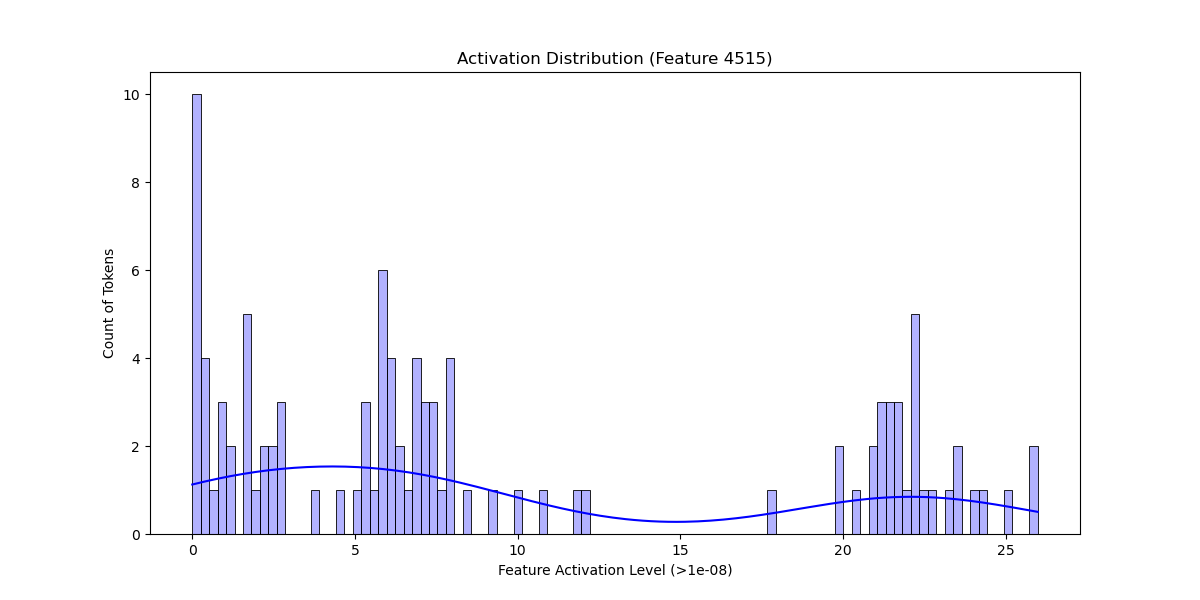 Activation Distribution (Feature 4515)
10
8
6
4
2
0
Count of Tokens
0 5 10 15 20 25
Feature Activation Level (>1e-08)